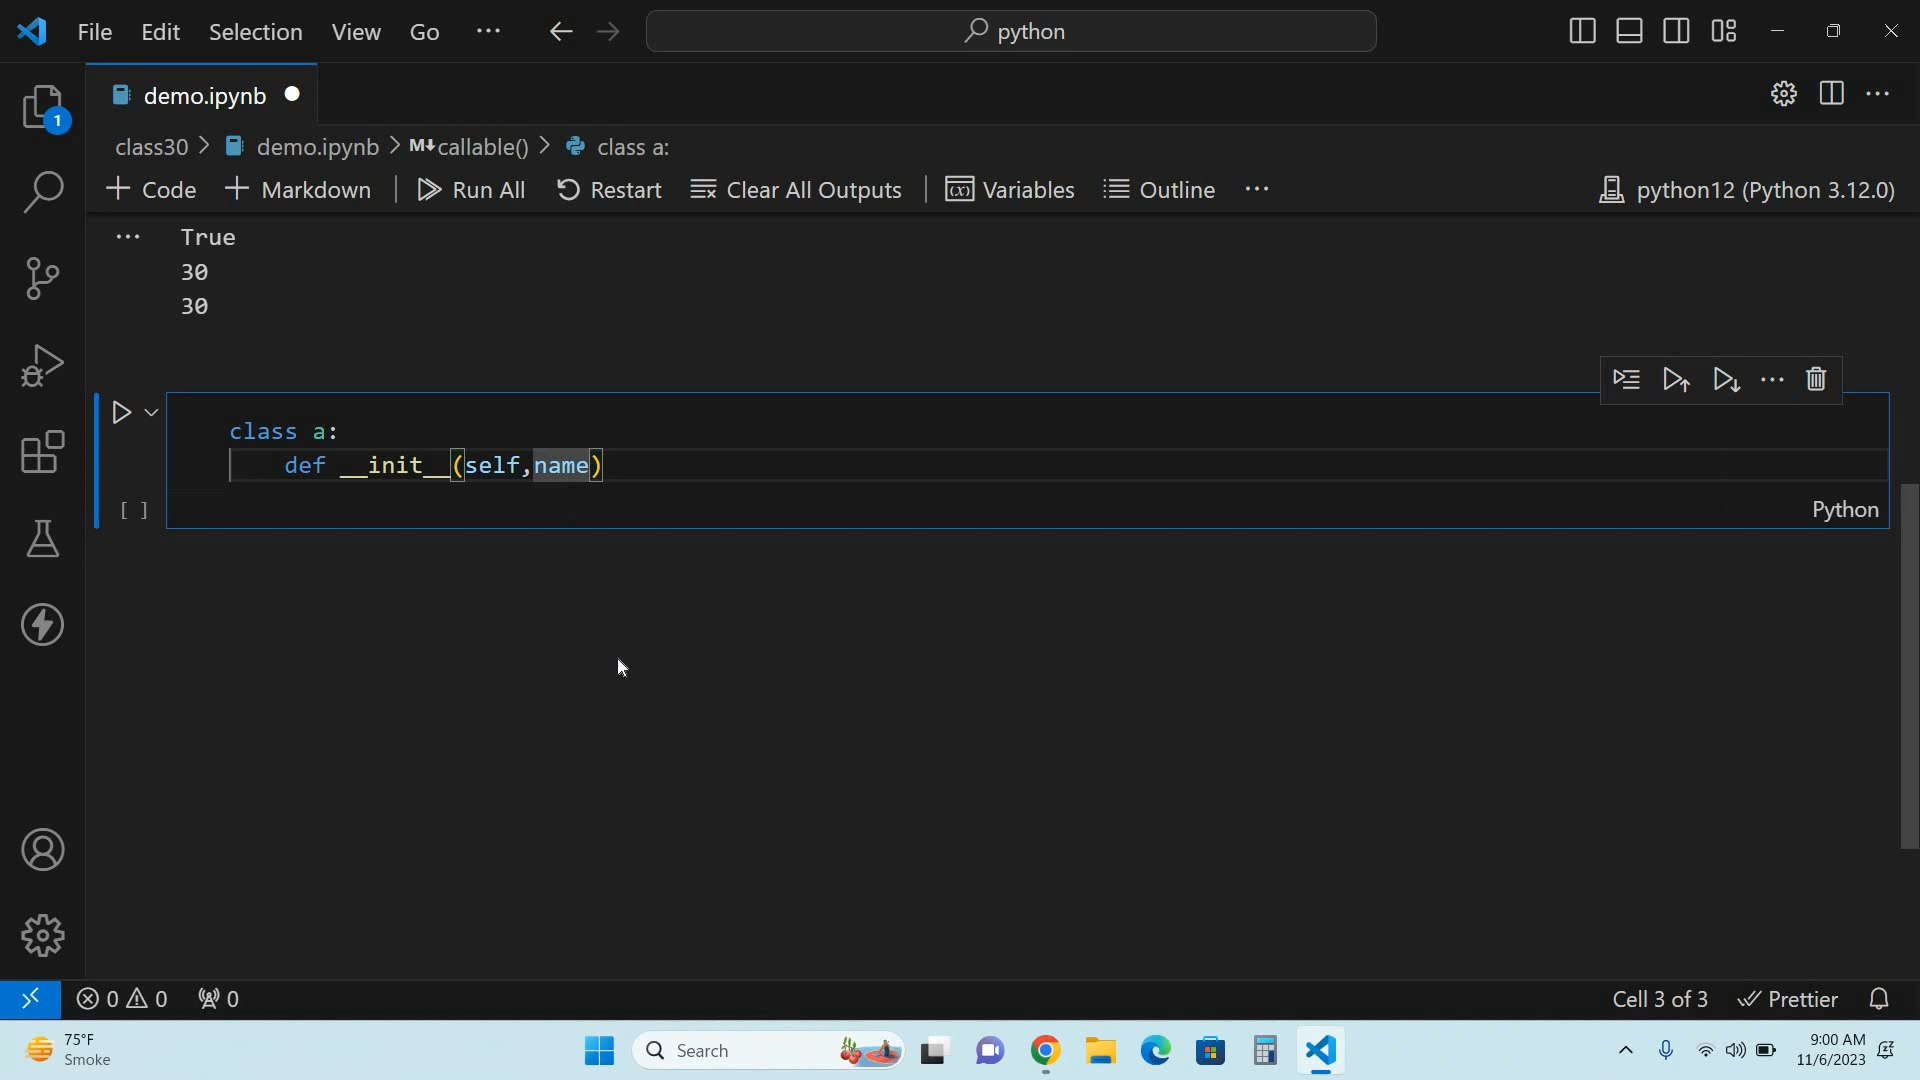 File Edit Selection View Go ··· python
demo.ipynb
1
class30 > demo.ipynb > M↓callable() > class a:
+ Code + Markdown Run All Restart Clear All Outputs (x) Variables Outline ··· python12 (Python 3.12.0)
··· True
30
30
class a:
def __init__(self,name)
[ ] Python
0 0 0 Cell 3 of 3 Prettier
75°F
Smoke
Search
9:00 AM
11/6/2023